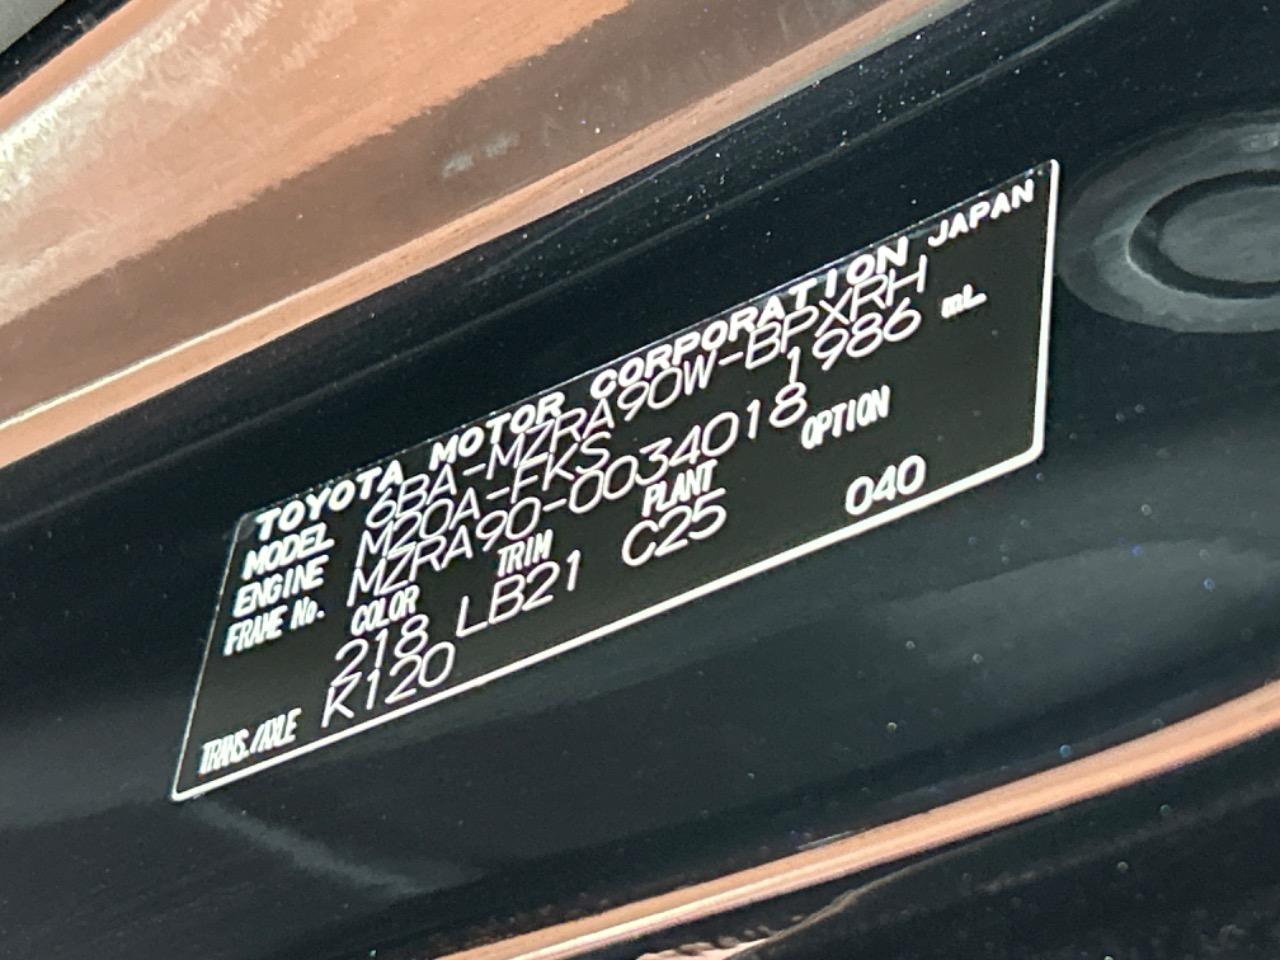 TOYOTA MOTOR CORPORATION JAPAN
MODEL 6BA-MZRA90W-BPXRH
ENGINE M20A-FKS 1986 mL
FRAME No. MZRA90-0034018
COLOR TRIM PLANT OPTION
218 LB21 C25 040
TRANS./AXLE K120